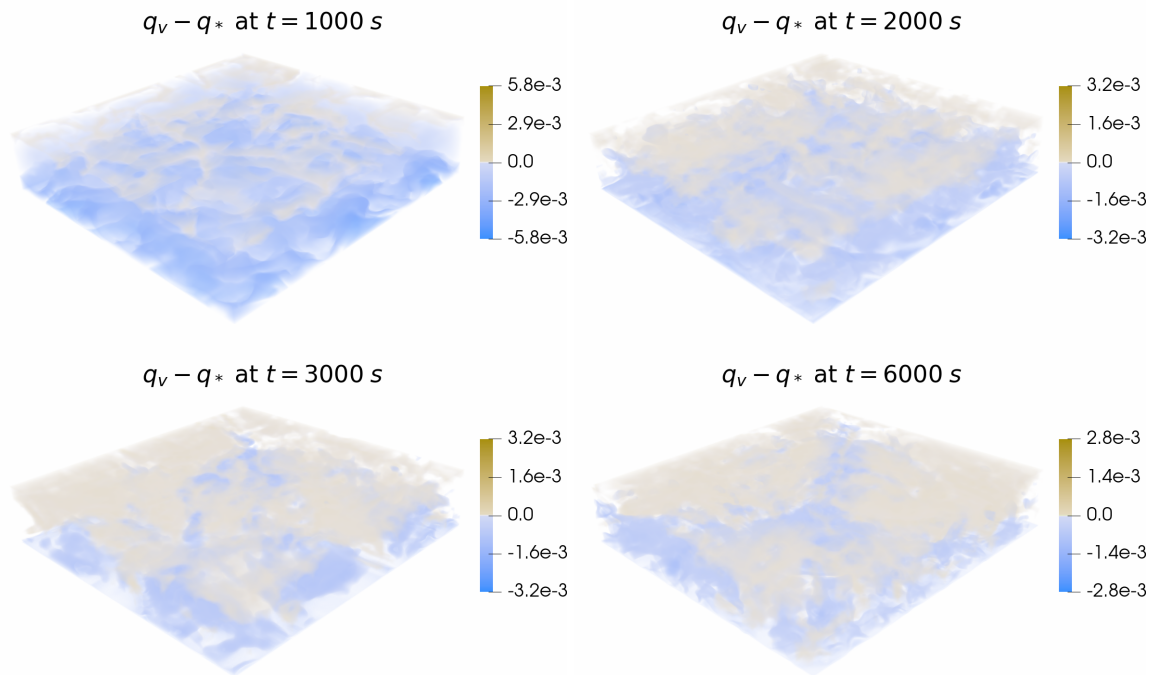 q_v − q_* at t = 1000 s
5.8e-3
2.9e-3
0.0
-2.9e-3
-5.8e-3
q_v − q_* at t = 2000 s
3.2e-3
1.6e-3
0.0
-1.6e-3
-3.2e-3
q_v − q_* at t = 3000 s
3.2e-3
1.6e-3
0.0
-1.6e-3
-3.2e-3
q_v − q_* at t = 6000 s
2.8e-3
1.4e-3
0.0
-1.4e-3
-2.8e-3